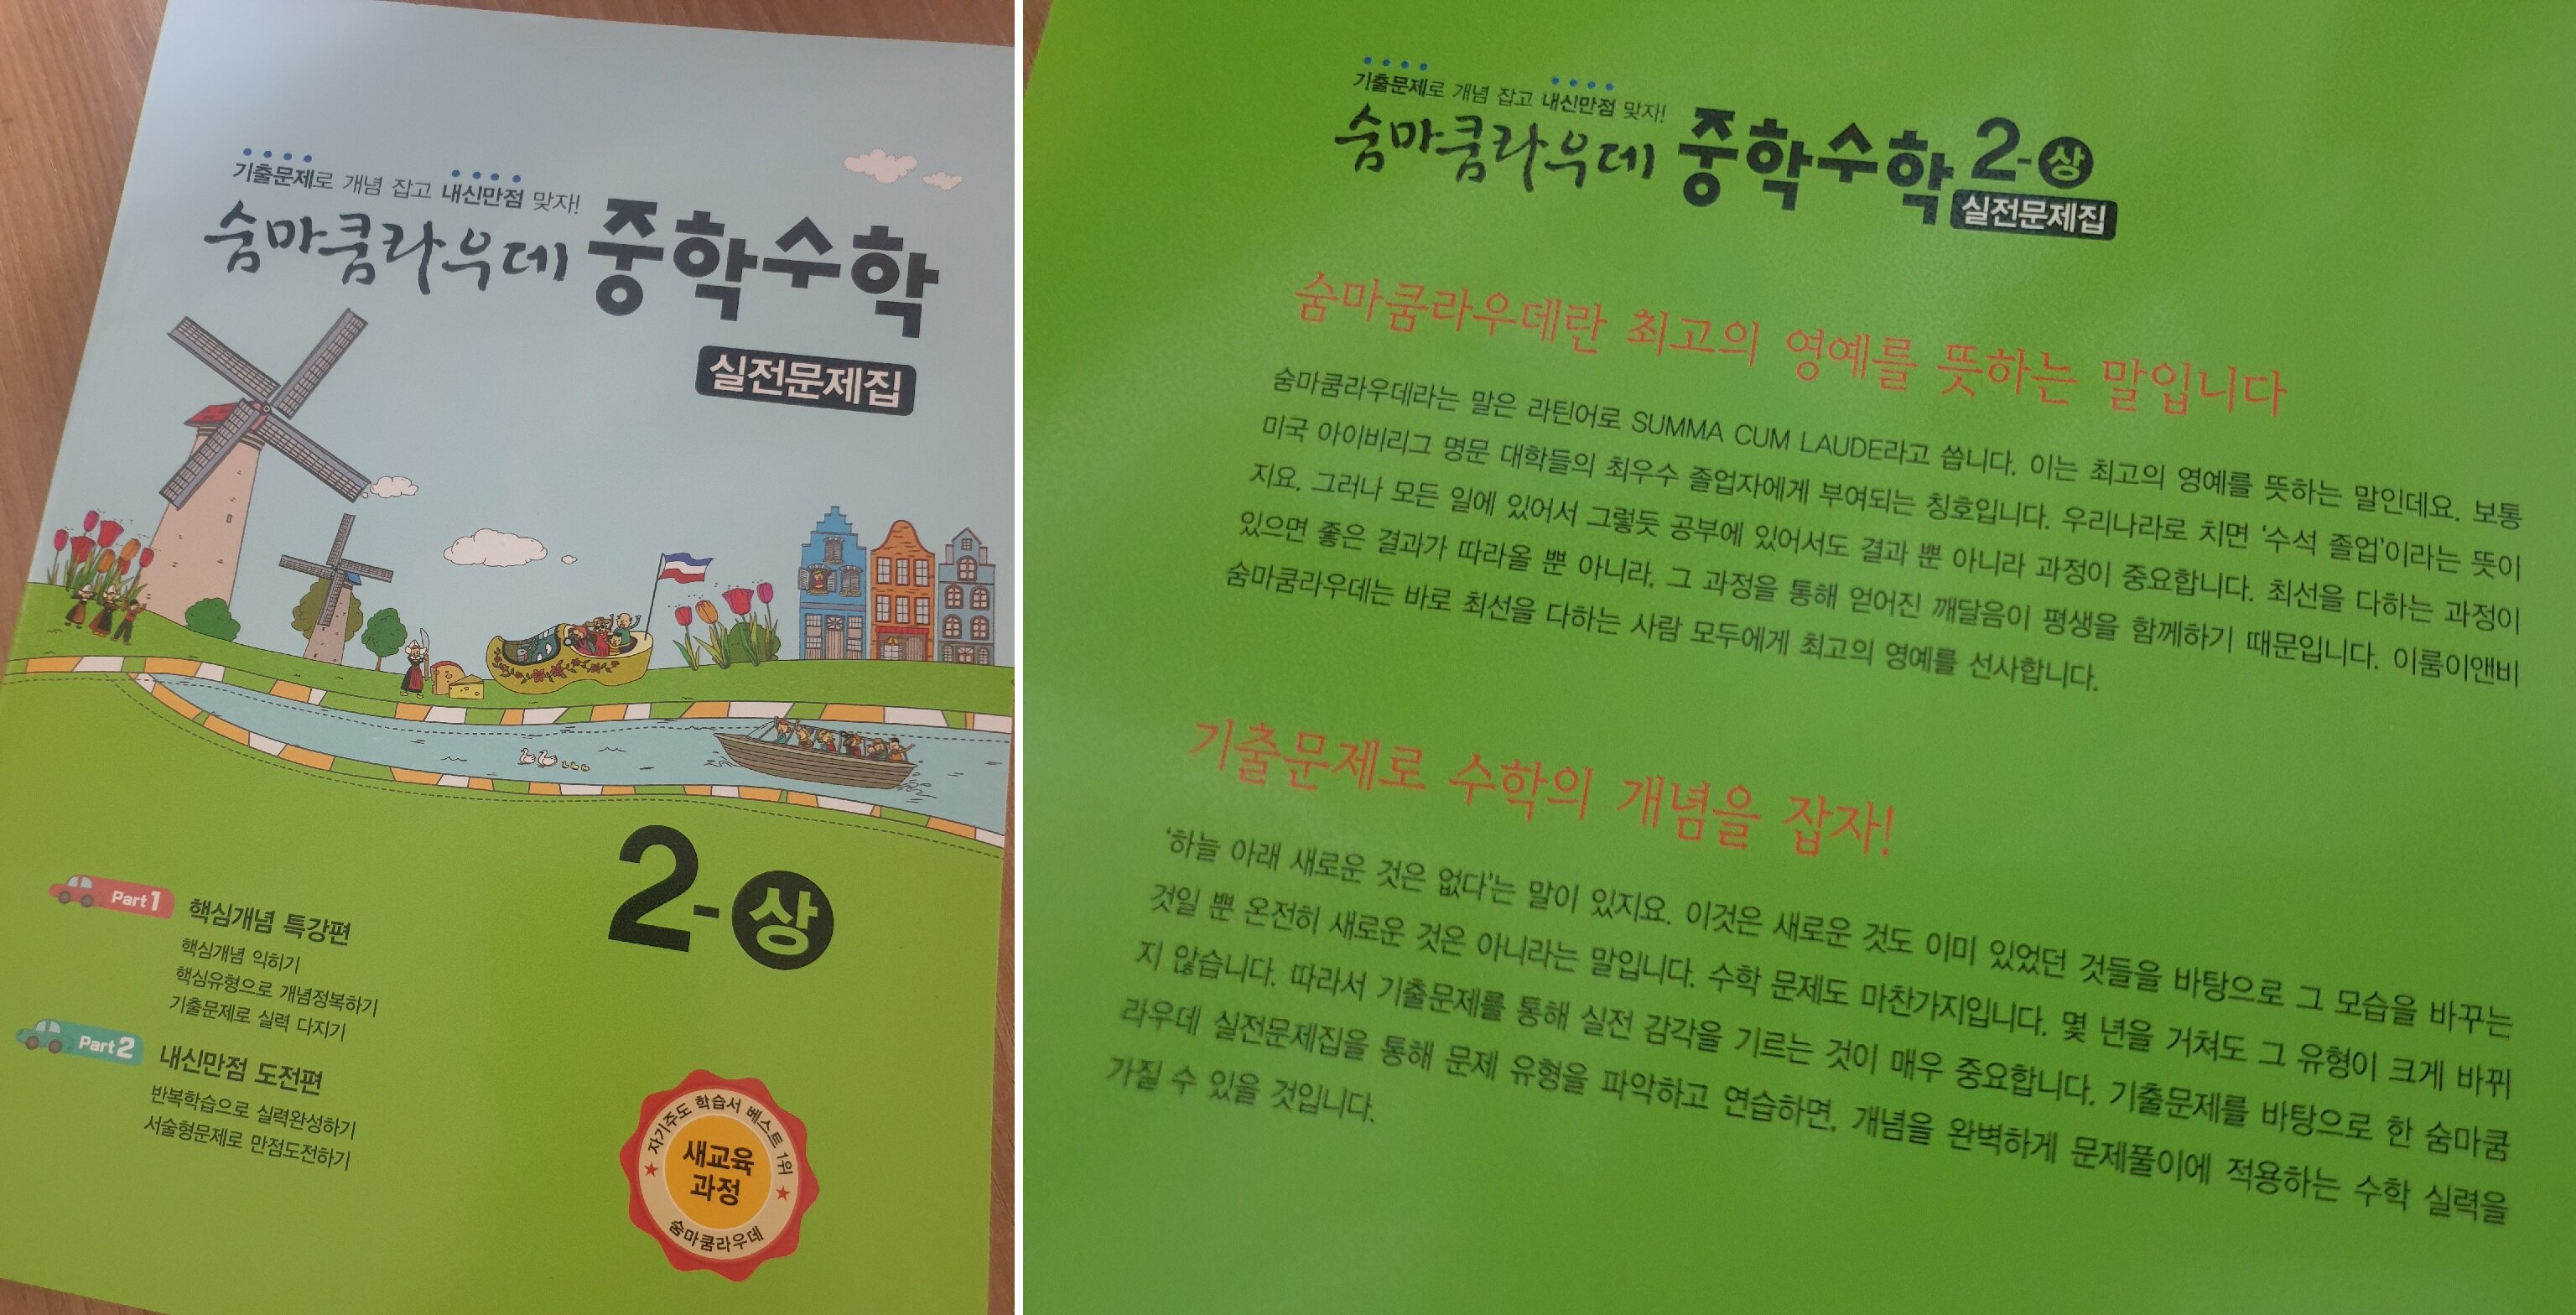 기출문제로 개념 잡고 내신만점 맞자!
숨마쿰라우데 중학수학
실전문제집
2-상
Part1 핵심개념 특강편
핵심개념 익히기
핵심유형으로 개념정복하기
기출문제로 실력 다지기
Part2 내신만점 도전편
반복학습으로 실력완성하기
서술형문제로 만점도전하기
자기주도 학습서 베스트 1위
새교육
과정
숨마쿰라우데
기출문제로 개념 잡고 내신만점 맞자!
숨마쿰라우데 중학수학 2-상
실전문제집
숨마쿰라우데란 최고의 영예를 뜻하는 말입니다
숨마쿰라우데라는 말은 라틴어로 SUMMA CUM LAUDE라고 씁니다. 이는 최고의 영예를 뜻하는 말인데요. 보통
미국 아이비리그 명문 대학들의 최우수 졸업자에게 부여되는 칭호입니다. 우리나라로 치면 ‘수석 졸업’이라는 뜻이
지요. 그러나 모든 일에 있어서 그렇듯 공부에 있어서도 결과 뿐 아니라 과정이 중요합니다. 최선을 다하는 과정이
있으면 좋은 결과가 따라올 뿐 아니라, 그 과정을 통해 얻어진 깨달음이 평생을 함께하기 때문입니다. 이룸이앤비
숨마쿰라우데는 바로 최선을 다하는 사람 모두에게 최고의 영예를 선사합니다.
기출문제로 수학의 개념을 잡자!
‘하늘 아래 새로운 것은 없다’는 말이 있지요. 이것은 새로운 것도 이미 있었던 것들을 바탕으로 그 모습을 바꾸는
것일 뿐 온전히 새로운 것은 아니라는 말입니다. 수학 문제도 마찬가지입니다. 몇 년을 거쳐도 그 유형이 크게 바뀌
지 않습니다. 따라서 기출문제를 통해 실전 감각을 기르는 것이 매우 중요합니다. 기출문제를 바탕으로 한 숨마쿰
라우데 실전문제집을 통해 문제 유형을 파악하고 연습하면, 개념을 완벽하게 문제풀이에 적용하는 수학 실력을
가질 수 있을 것입니다.